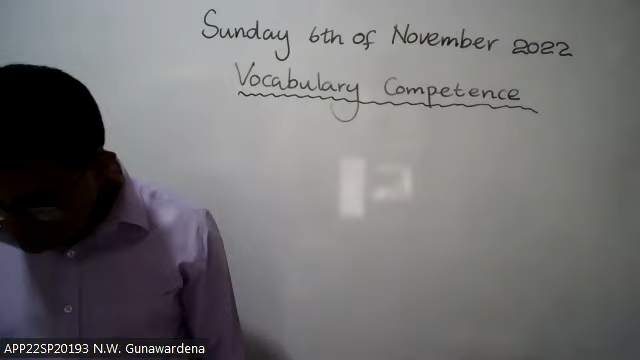 Sunday 6th of November 2022
Vocabulary Competence
APP22SP20193 N.W. Gunawardena